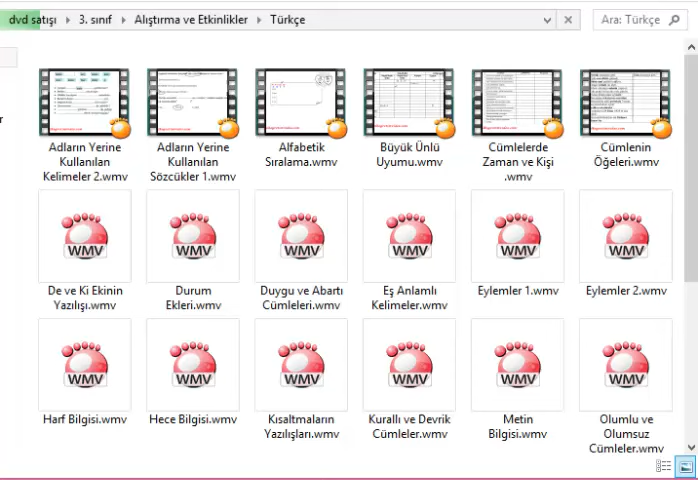 dvd satışı ▸ 3. sınıf ▸ Alıştırma ve Etkinlikler ▸ Türkçe
Ara: Türkçe
r
Adların Yerine
Kullanılan
Kelimeler 2.wmv
Adların Yerine
Kullanılan
Sözcükler 1.wmv
Alfabetik
Sıralama.wmv
Büyük Ünlü
Uyumu.wmv
Cümlelerde
Zaman ve Kişi
.wmv
Cümlenin
Öğeleri.wmv
WMV
WMV
WMV
WMV
WMV
WMV
De ve Ki Ekinin
Yazılışı.wmv
Durum
Ekleri.wmv
Duygu ve Abartı
Cümleleri.wmv
Eş Anlamlı
Kelimeler.wmv
Eylemler 1.wmv
Eylemler 2.wmv
WMV
WMV
WMV
WMV
WMV
WMV
Harf Bilgisi.wmv
Hece Bilgisi.wmv
Kısaltmaların
Yazılışları.wmv
Kurallı ve Devrik
Cümleler.wmv
Metin
Bilgisi.wmv
Olumlu ve
Olumsuz
Cümleler.wmv